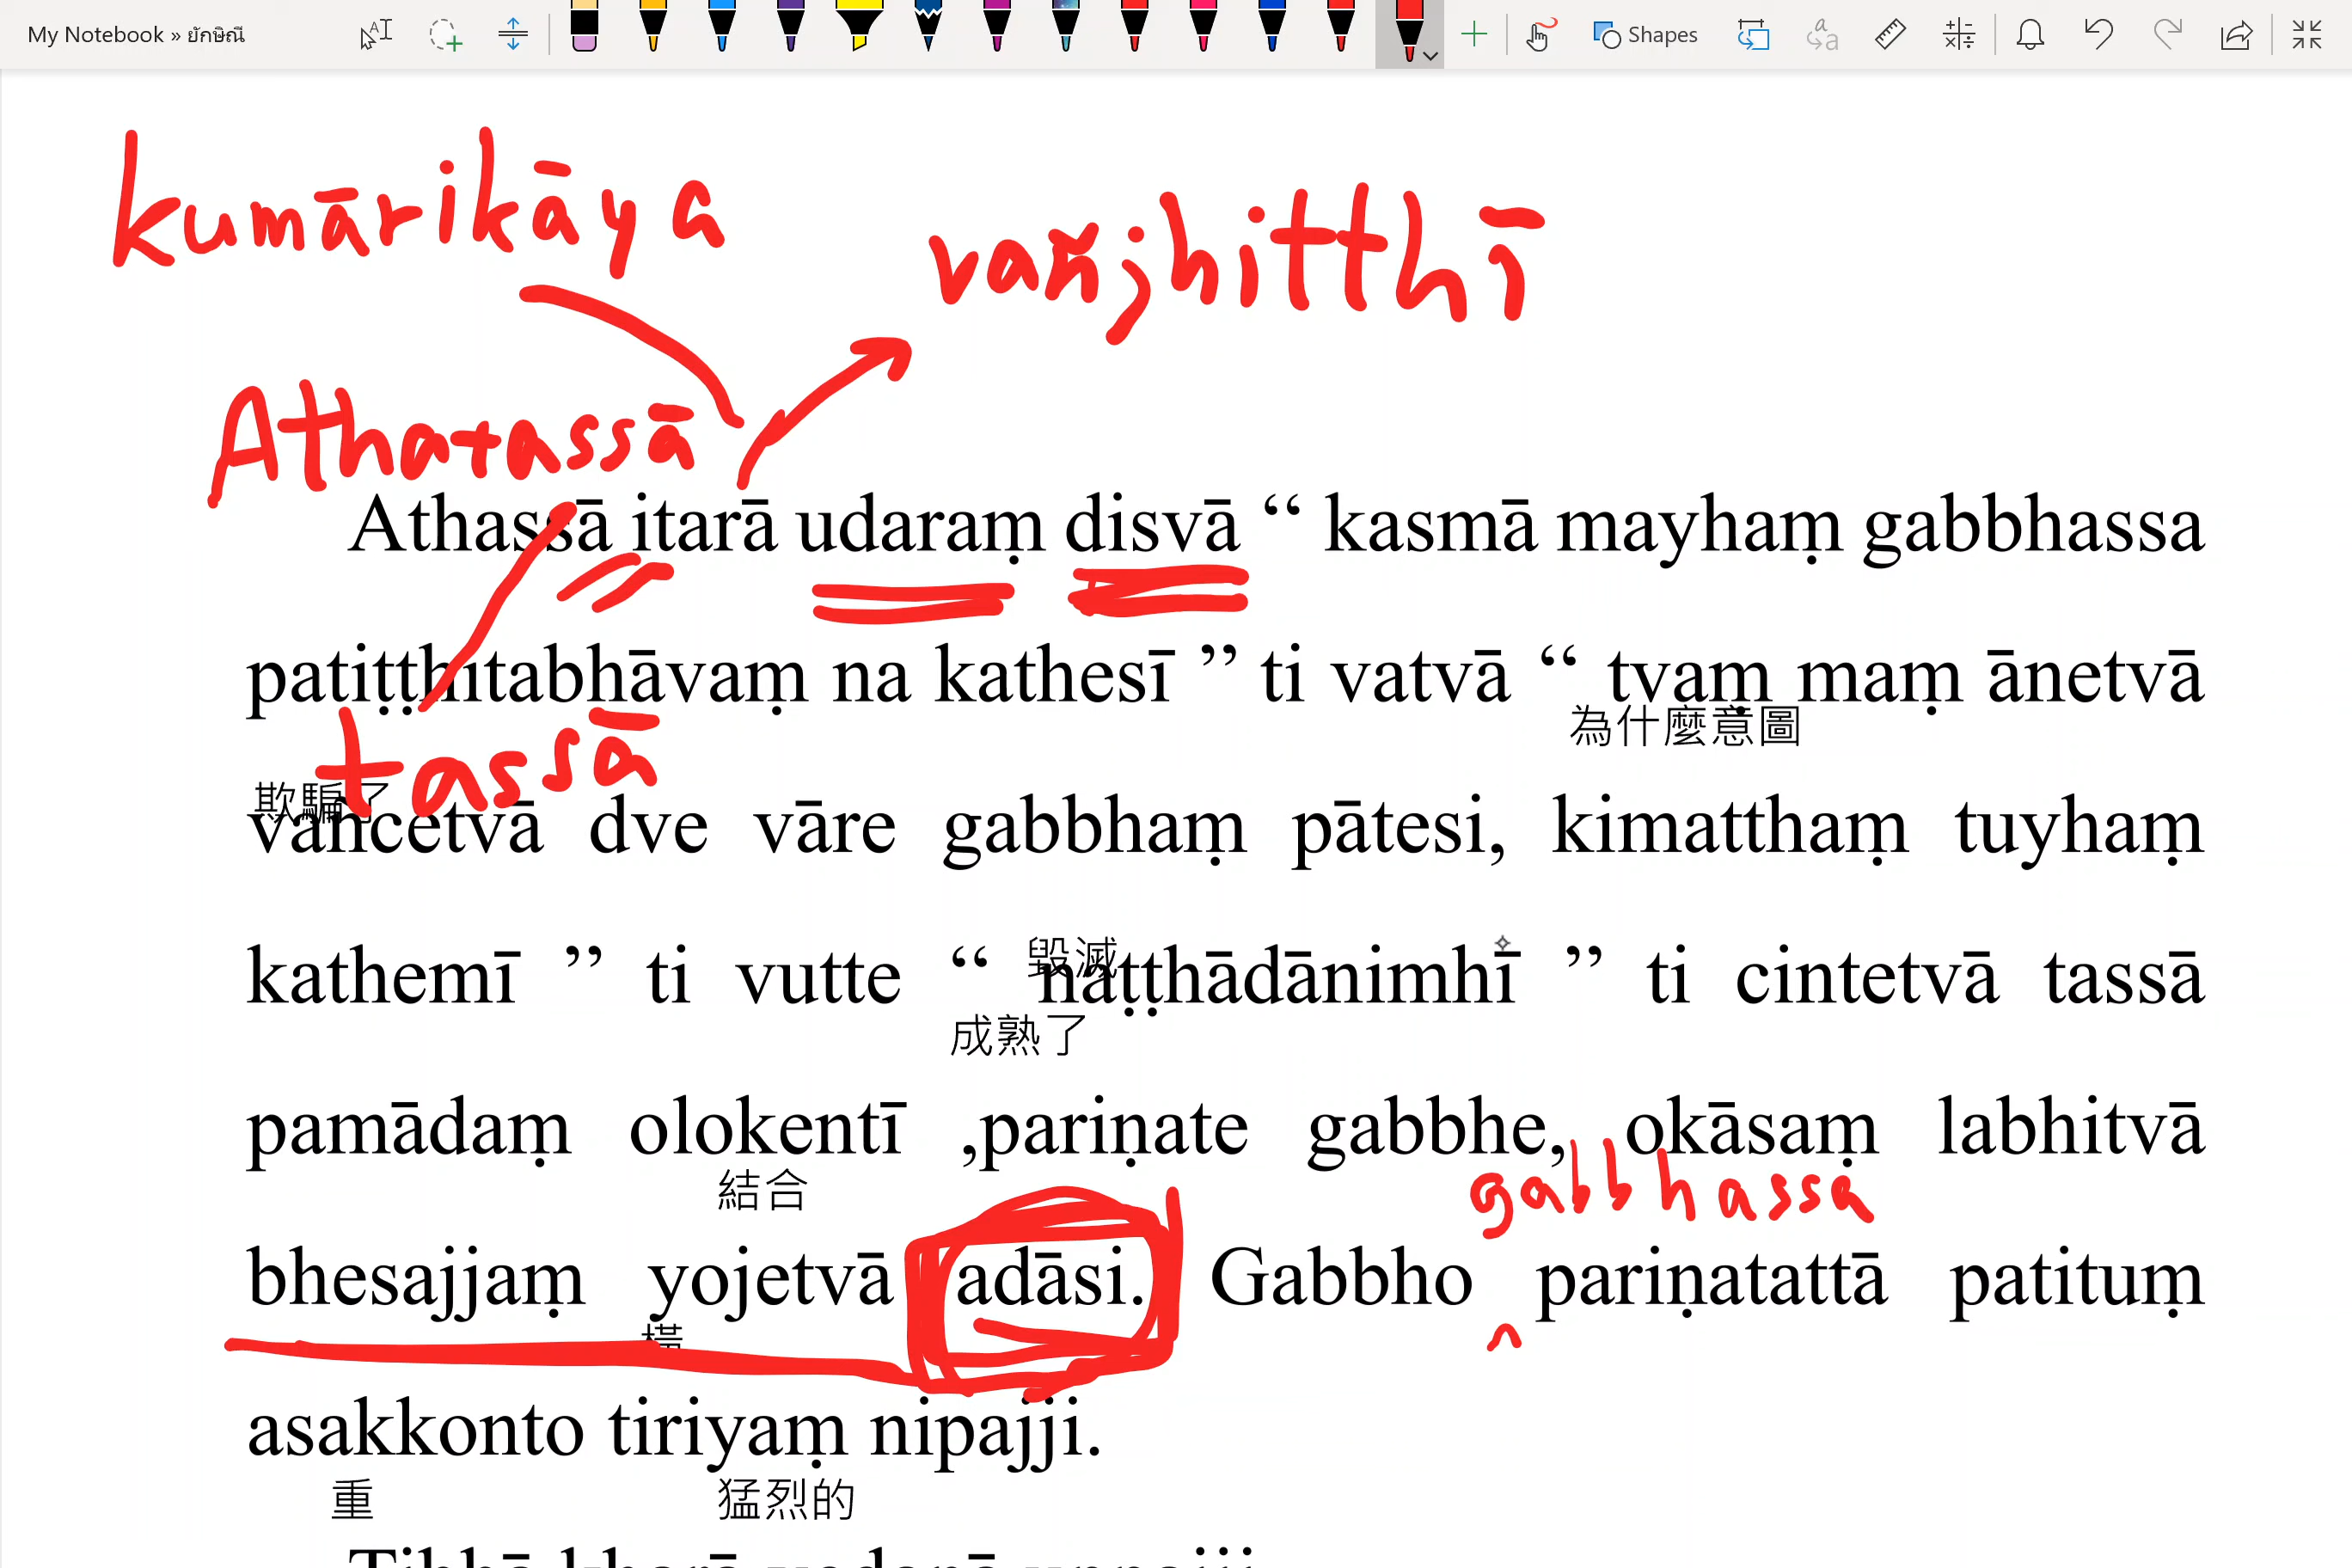 My Notebook » ยักษิณี
Shapes
kumārikāya
vañjhitthī
Athatassā
Athassā itarā udaraṃ disvā “ kasmā mayhaṃ gabbhassa
patiṭṭhitabhāvaṃ na kathesī ” ti vatvā “ tvaṃ maṃ ānetvā
為什麼意圖
tassā
欺騙了
vañcetvā dve vāre gabbhaṃ pātesi, kimatthaṃ tuyhaṃ
毀滅
kathemī ” ti vutte “ naṭṭhādānimhī ” ti cintetvā tassā
成熟了
pamādaṃ olokentī ,pariṇate gabbhe, okāsaṃ labhitvā
結合
gabbhassa
bhesajjaṃ yojetvā adāsi. Gabbho pariṇatattā patituṃ
橫
asakkonto tiriyaṃ nipajji.
重 猛烈的